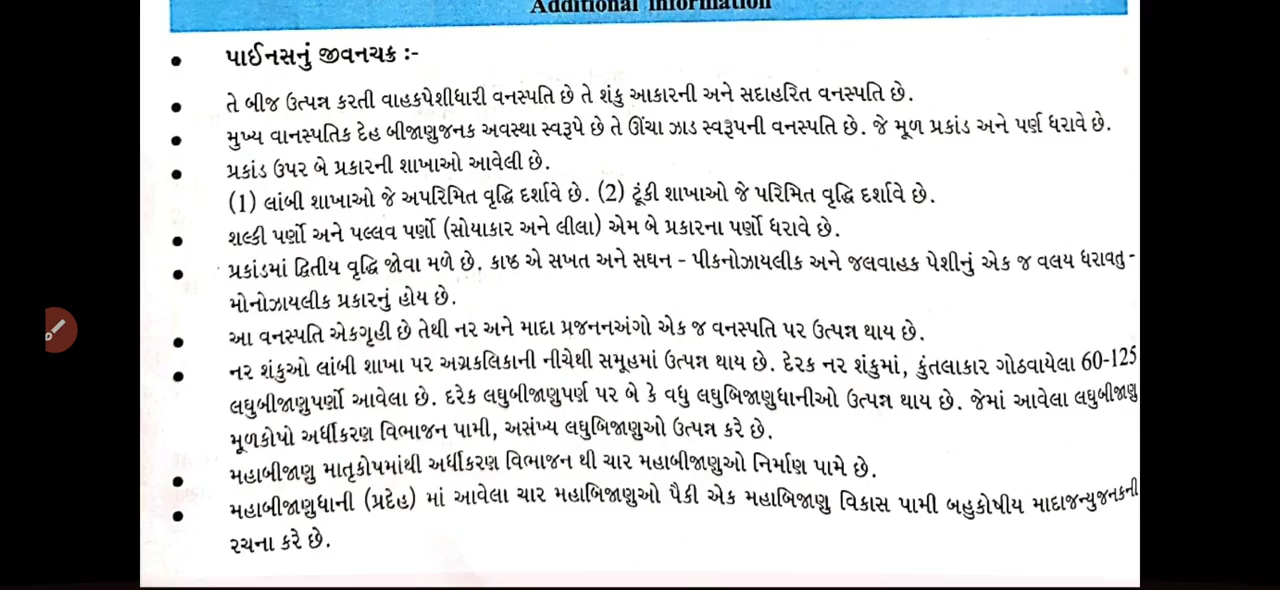 Additional Information
• પાઈનસનું જીવનચક્ર :-
• તે બીજ ઉત્પન્ન કરતી વાહકપેશીધારી વનસ્પતિ છે તે શંકુ આકારની અને સદાહરિત વનસ્પતિ છે.
• મુખ્ય વાનસ્પતિક દેહ બીજાણુજનક અવસ્થા સ્વરૂપે છે તે ઊંચા ઝાડ સ્વરૂપની વનસ્પતિ છે. જે મૂળ પ્રકાંડ અને પર્ણ ધરાવે છે.
• પ્રકાંડ ઉપર બે પ્રકારની શાખાઓ આવેલી છે.
(1) લાંબી શાખાઓ જે અપરિમિત વૃદ્ધિ દર્શાવે છે. (2) ટૂંકી શાખાઓ જે પરિમિત વૃદ્ધિ દર્શાવે છે.
• શલ્કી પર્ણો અને પલ્લવ પર્ણો (સોયાકાર અને લીલા) એમ બે પ્રકારના પર્ણો ધરાવે છે.
• પ્રકાંડમાં દ્વિતીય વૃદ્ધિ જોવા મળે છે. કાષ્ઠ એ સખત અને સઘન - પીકનોઝાયલીક અને જલવાહક પેશીનું એક જ વલય ધરાવતુ -
મોનોઝાયલીક પ્રકારનું હોય છે.
• આ વનસ્પતિ એકગૃહી છે તેથી નર અને માદા પ્રજનનઅંગો એક જ વનસ્પતિ પર ઉત્પન્ન થાય છે.
• નર શંકુઓ લાંબી શાખા પર અગ્રકલિકાની નીચેથી સમૂહમાં ઉત્પન્ન થાય છે. દેરક નર શંકુમાં, કુંતલાકાર ગોઠવાયેલા 60-125
લઘુબીજાણુપર્ણો આવેલા છે. દરેક લઘુબીજાણુપર્ણ પર બે કે વધુ લઘુબિજાણુધાનીઓ ઉત્પન્ન થાય છે. જેમાં આવેલા લઘુબીજાણુ
મૂળકોષો અર્ધીકરણ વિભાજન પામી, અસંખ્ય લઘુબિજાણુઓ ઉત્પન્ન કરે છે.
• મહાબીજાણુ માતૃકોષમાંથી અર્ધીકરણ વિભાજન થી ચાર મહાબીજાણુઓ નિર્માણ પામે છે.
• મહાબીજાણુધાની (પ્રદેહ) માં આવેલા ચાર મહાબિજાણુઓ પૈકી એક મહાબિજાણુ વિકાસ પામી બહુકોષીય માદાજન્યુજનકની
રચના કરે છે.